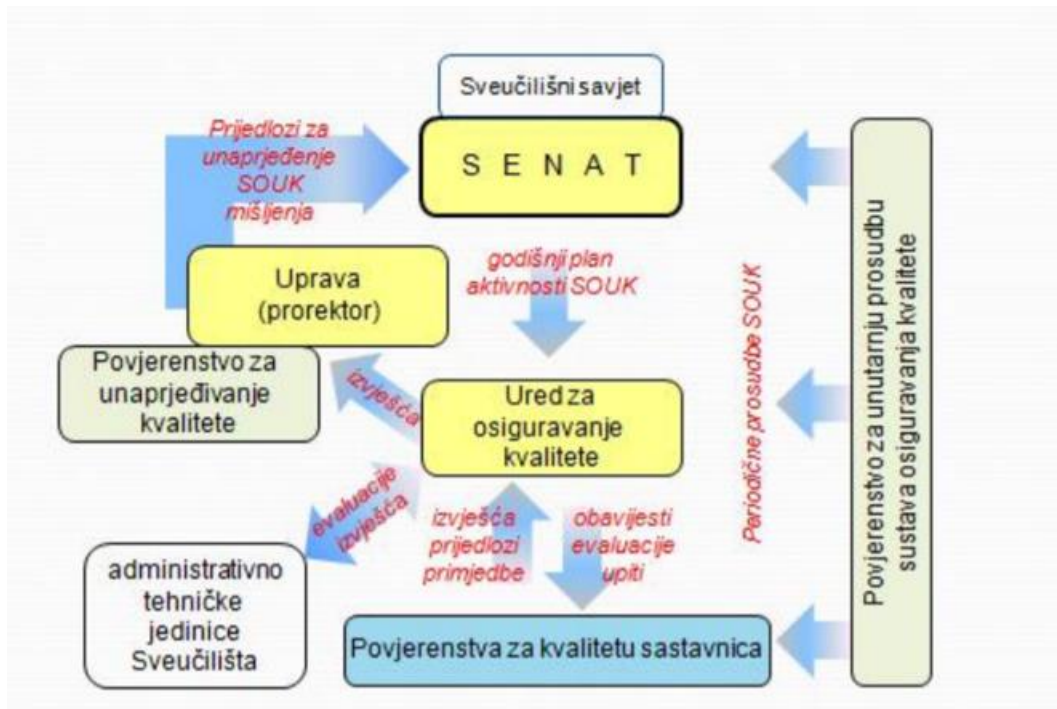 Sveučilišni savjet
S E N A T
Prijedlozi za
unaprjeđenje
SOUK
mišljenja
Uprava
(prorektor)
godišnji plan
aktivnosti SOUK
Povjerenstvo za
unaprjeđivanje
kvalitete
izvješća
Ured za
osiguravanje
kvalitete
evaluacije
izvješća
izvješća
prijedlozi
primjedbe
obavijesti
evaluacije
upiti
administrativno
tehničke
jedinice
Sveučilišta
Povjerenstva za kvalitetu sastavnica
Periodične prosudbe SOUK
Povjerenstvo za unutarnju prosudbu
sustava osiguravanja kvalitete